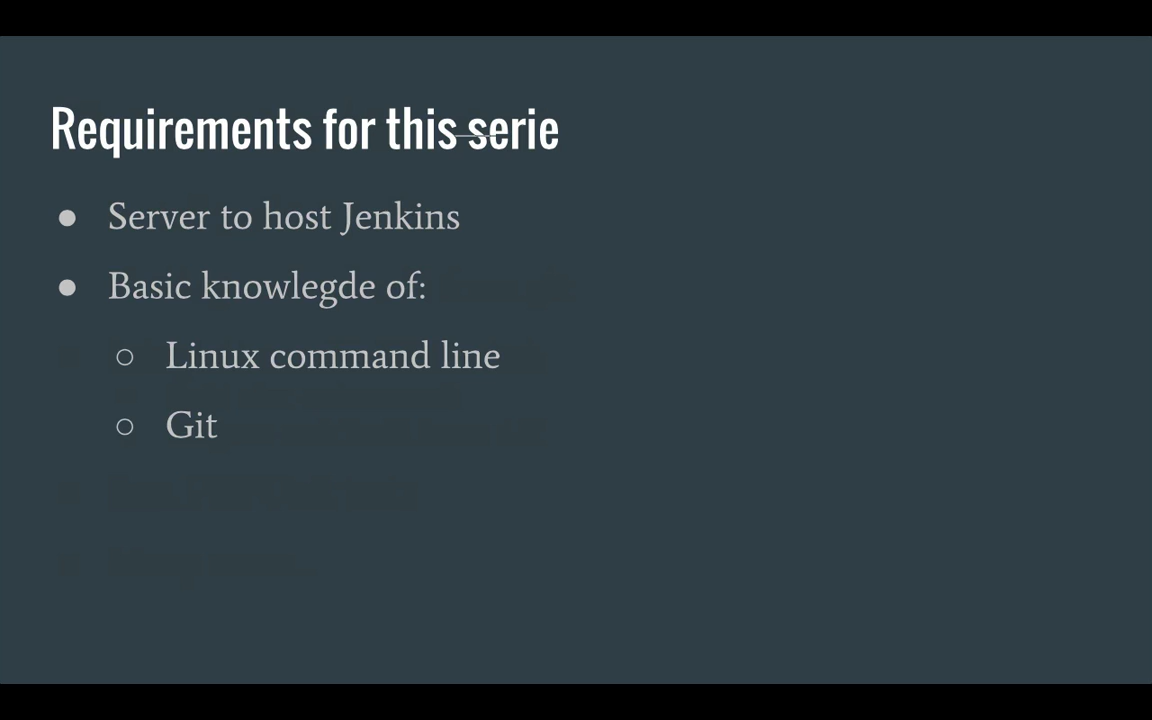 Requirements for this serie
● Server to host Jenkins
● Basic knowlegde of:
○ Linux command line
○ Git